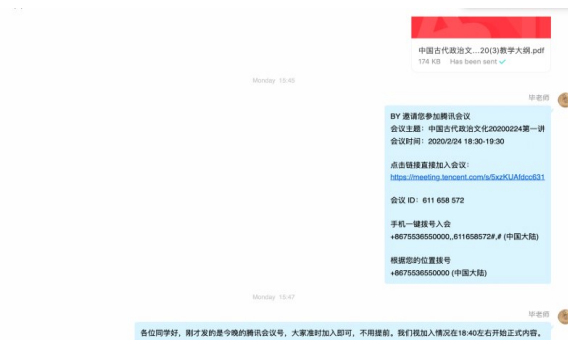 中国古代政治文...20(3)教学大纲.pdf
174 KB Has been sent
Monday 15:45
毕老师
BY 邀请您参加腾讯会议
会议主题：中国古代政治文化20200224第一讲
会议时间：2020/2/24 18:30-19:30
点击链接直接加入会议：
https://meeting.tencent.com/s/5xzKUAfdcc631
会议 ID：611 658 572
手机一键拨号入会
+8675536550000,,611658572#,# (中国大陆)
根据您的位置拨号
+8675536550000 (中国大陆)
Monday 15:47
毕老师
各位同学好，刚才发的是今晚的腾讯会议号，大家准时加入即可，不用提前。我们视加入情况在18:40左右开始正式内容。